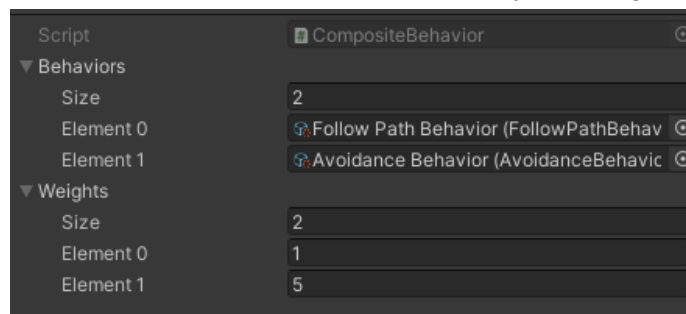 Script CompositeBehavior
Behaviors
Size 2
Element 0 Follow Path Behavior (FollowPathBehav
Element 1 Avoidance Behavior (AvoidanceBehavic
Weights
Size 2
Element 0 1
Element 1 5